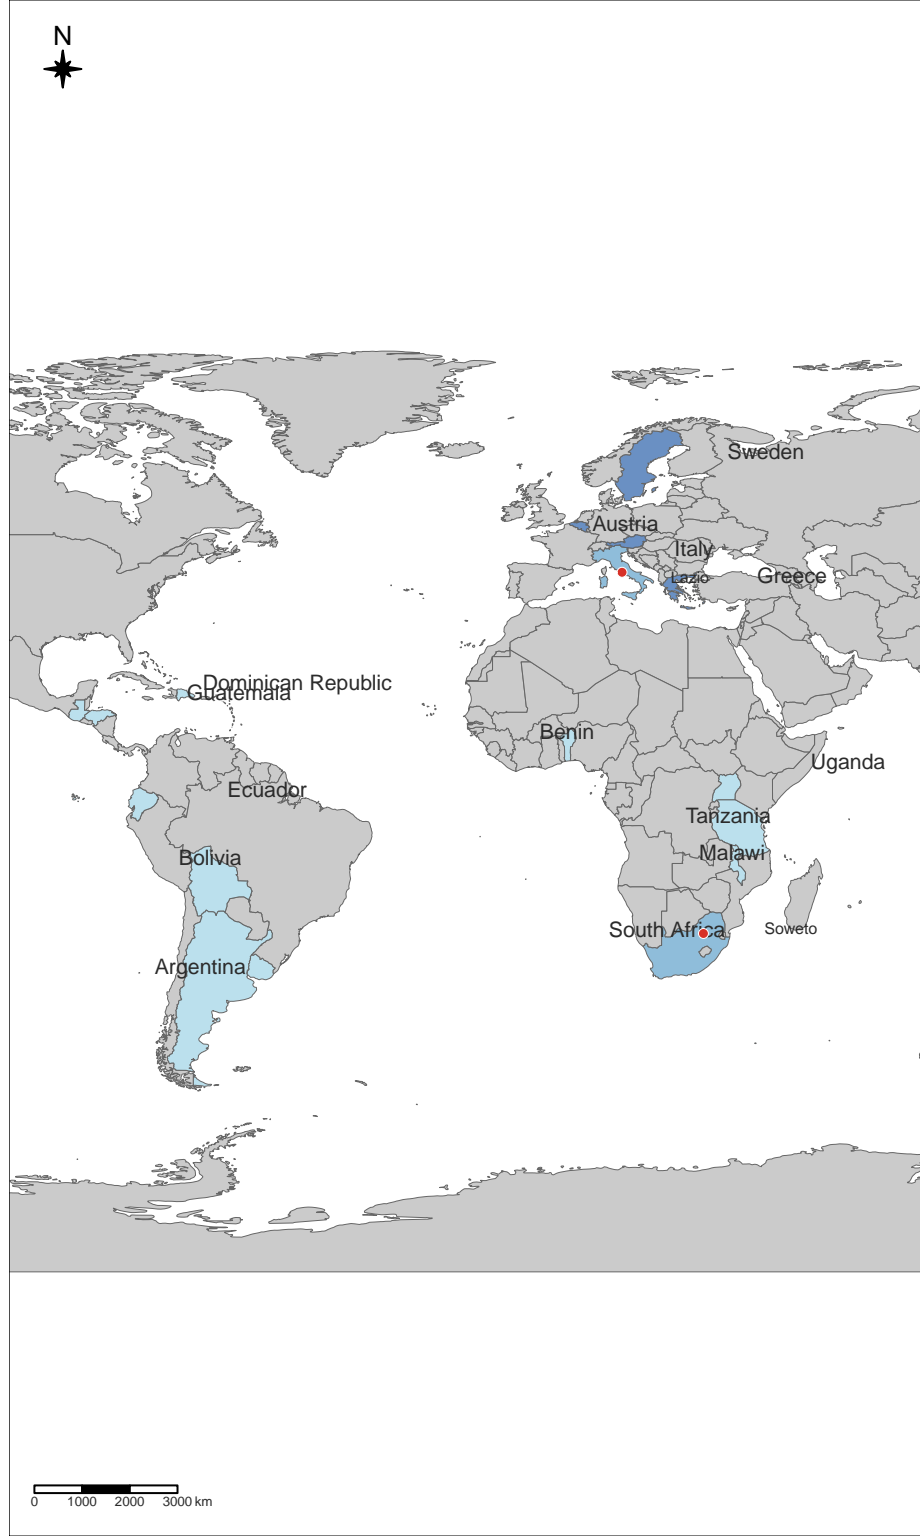 N
Sweden
Austria
Italy
Lazio
Greece
Dominican Republic
Guatemala
Benin
Uganda
Ecuador
Tanzania
Malawi
Bolivia
South Africa
Soweto
Argentina
0 1000 2000 3000 km